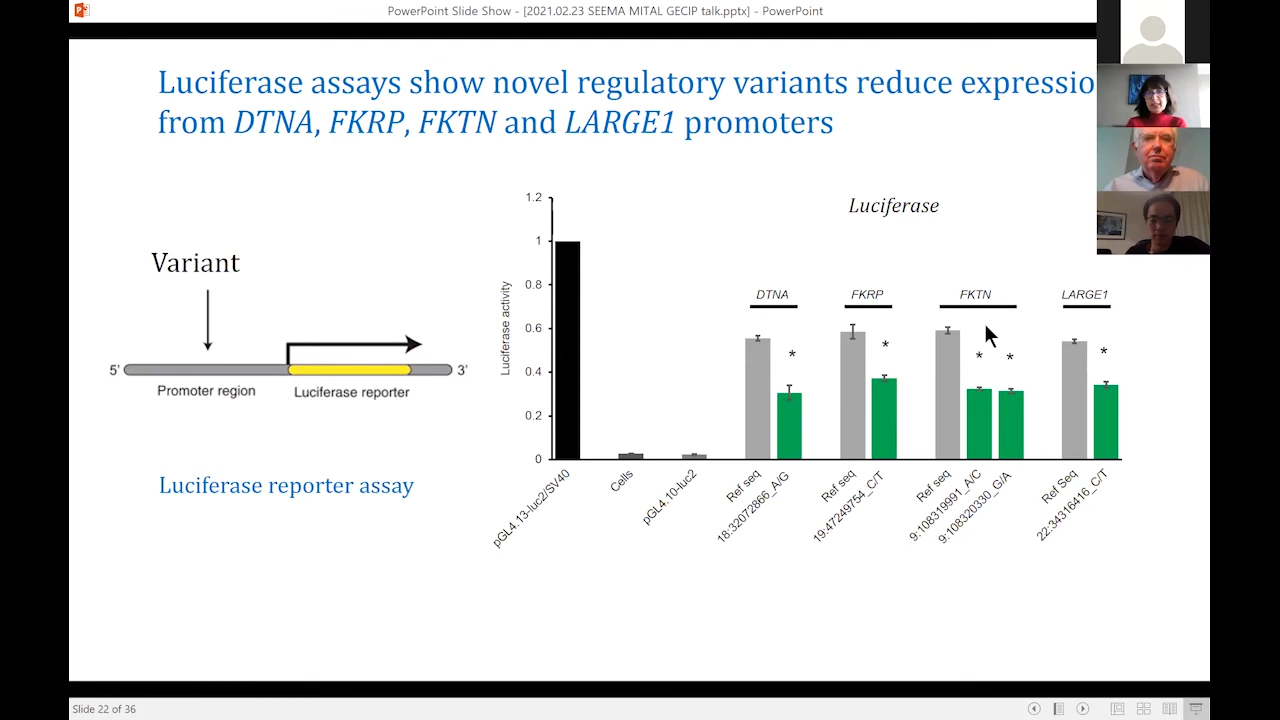 PowerPoint Slide Show - [2021.02.23 SEEMA MITAL GECIP talk.pptx] - PowerPoint
Luciferase assays show novel regulatory variants reduce expressio
from DTNA, FKRP, FKTN and LARGE1 promoters
Variant
5'
3'
Promoter region
Luciferase reporter
Luciferase reporter assay
Luciferase
Luciferase activity
1.2
1
0.8
0.6
0.4
0.2
0
DTNA
FKRP
FKTN
LARGE1
*
*
* *
*
pGL4.13-luc2/SV40
Cells
pGL4.10-luc2
Ref seq
18:32072866_A/G
Ref seq
19:47249754_C/T
Ref seq
9:108319991_A/C
9:108320330_G/A
Ref Seq
22:34316416_C/T
Slide 22 of 36